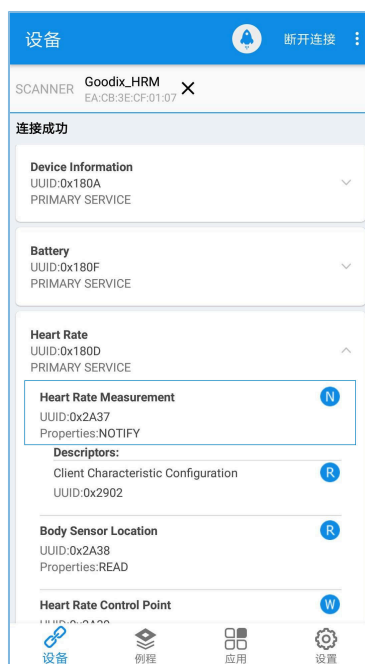 设备
断开连接
SCANNER
Goodix_HRM
EA:CB:3E:CF:01:07
连接成功
Device Information
UUID:0x180A
PRIMARY SERVICE
Battery
UUID:0x180F
PRIMARY SERVICE
Heart Rate
UUID:0x180D
PRIMARY SERVICE
Heart Rate Measurement
N
UUID:0x2A37
Properties:NOTIFY
Descriptors:
Client Characteristic Configuration
R
UUID:0x2902
Body Sensor Location
R
UUID:0x2A38
Properties:READ
Heart Rate Control Point
W
设备
例程
应用
设置